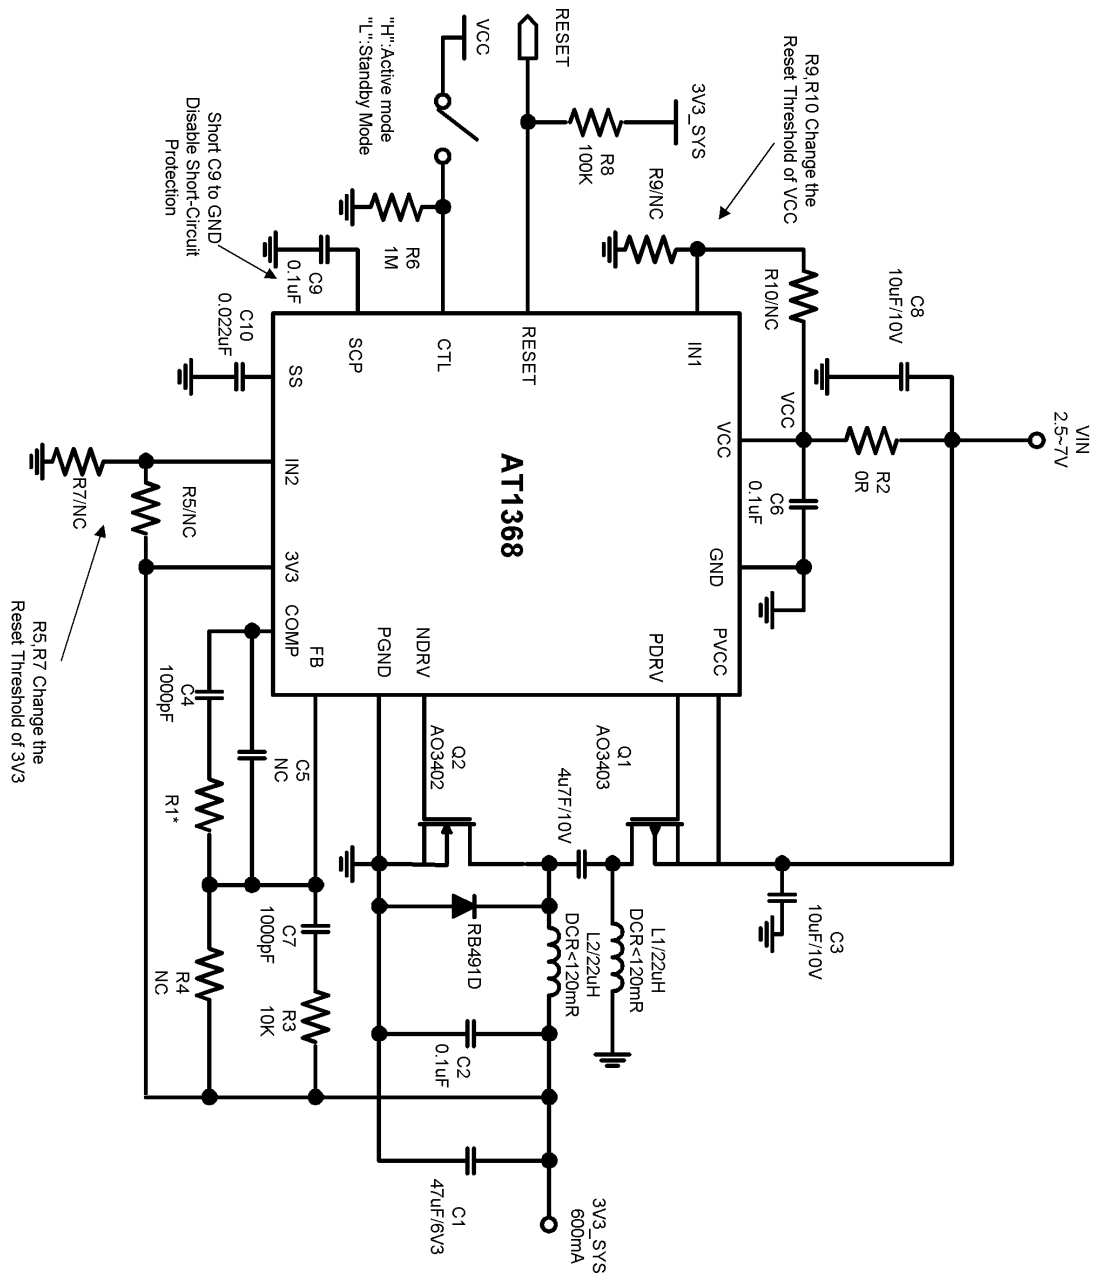 VIN
2.5~7V
C8
10uF/10V
R2
0R
R10/NC
VCC
C6
0.1uF
R9,R10 Change the
Reset Threshold of VCC
3V3_SYS
R9/NC
R8
100K
RESET
VCC
"H":Active mode
"L":Standby Mode
R6
1M
C9
0.1uF
Short C9 to GND
Disable Short-Circuit
Protection
C10
0.022uF
IN1
RESET
CTL
SCP
SS
IN2
3V3
COMP
FB
PGND
NDRV
PDRV
PVCC
GND
VCC
AT1368
R7/NC
R5/NC
R5,R7 Change the
Reset Threshold of 3V3
C4
1000pF
R1*
C5
NC
R4
NC
C7
1000pF
R3
10K
Q2
AO3402
Q1
AO3403
4u7F/10V
RB491D
L2/22uH
DCR<120mR
L1/22uH
DCR<120mR
C3
10uF/10V
C2
0.1uF
C1
47uF/6V3
3V3_SYS
600mA